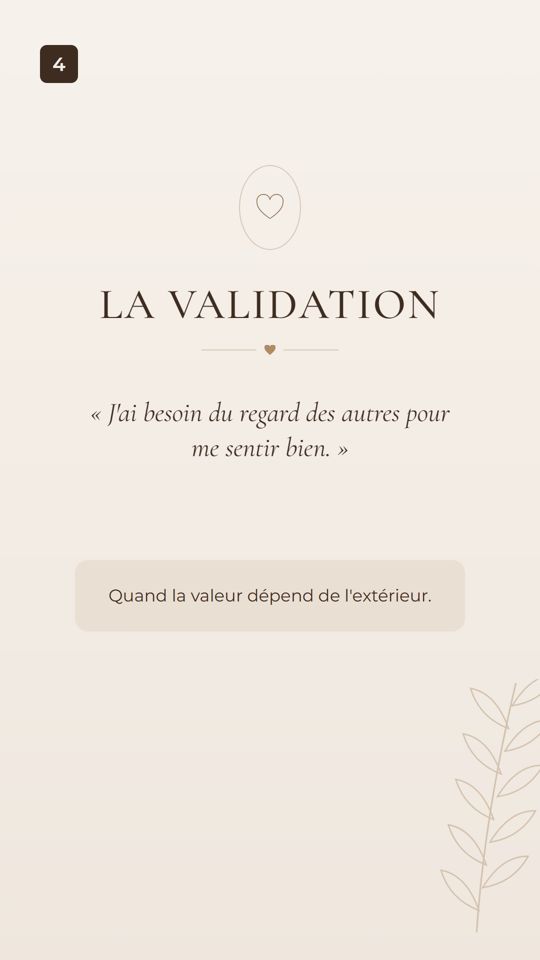 4
LA VALIDATION
« J'ai besoin du regard des autres pour
me sentir bien. »
Quand la valeur dépend de l'extérieur.